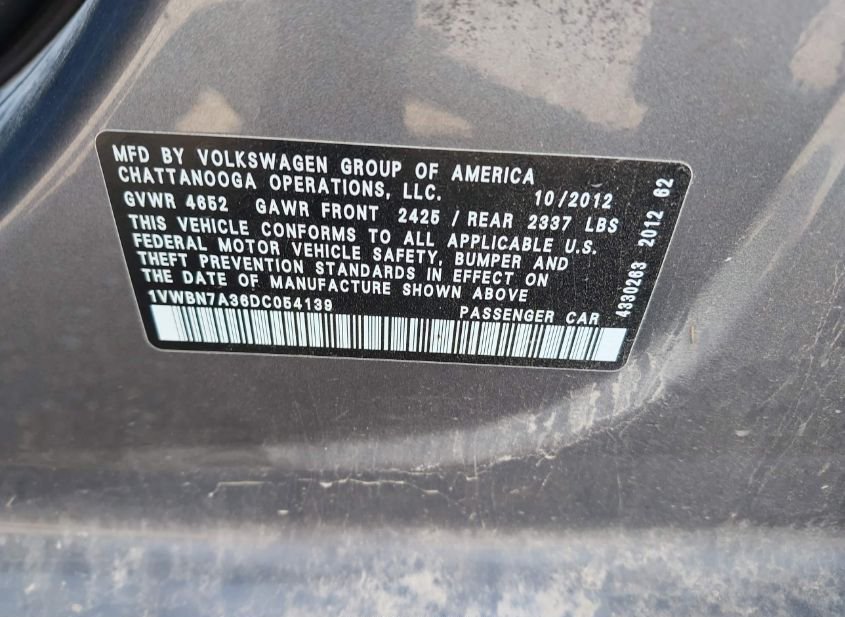 MFD BY VOLKSWAGEN GROUP OF AMERICA
CHATTANOOGA OPERATIONS, LLC. 10/2012
GVWR 4652 GAWR FRONT 2425 / REAR 2337 LBS
THIS VEHICLE CONFORMS TO ALL APPLICABLE U.S.
FEDERAL MOTOR VEHICLE SAFETY, BUMPER AND
THEFT PREVENTION STANDARDS IN EFFECT ON
THE DATE OF MANUFACTURE SHOWN ABOVE
1VWBN7A36DC054139 PASSENGER CAR
4330263 2012 62